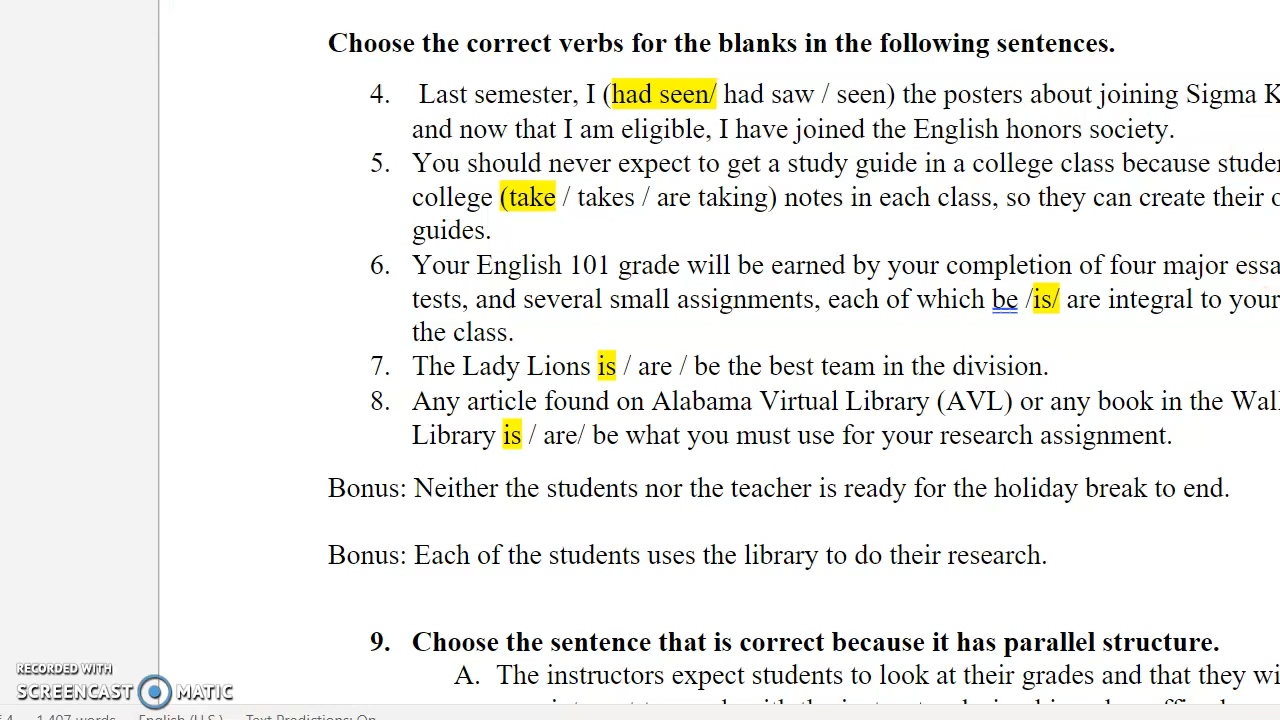 Choose the correct verbs for the blanks in the following sentences.
4. Last semester, I (had seen/ had saw / seen) the posters about joining Sigma K
and now that I am eligible, I have joined the English honors society.
5. You should never expect to get a study guide in a college class because stude
college (take / takes / are taking) notes in each class, so they can create their o
guides.
6. Your English 101 grade will be earned by your completion of four major essa
tests, and several small assignments, each of which be /is/ are integral to your
the class.
7. The Lady Lions is / are / be the best team in the division.
8. Any article found on Alabama Virtual Library (AVL) or any book in the Wal
Library is / are/ be what you must use for your research assignment.
Bonus: Neither the students nor the teacher is ready for the holiday break to end.
Bonus: Each of the students uses the library to do their research.
9. Choose the sentence that is correct because it has parallel structure.
A. The instructors expect students to look at their grades and that they wi
RECORDED WITH
SCREENCAST MATIC
1,407 words English (U.S.) Text Predictions: On